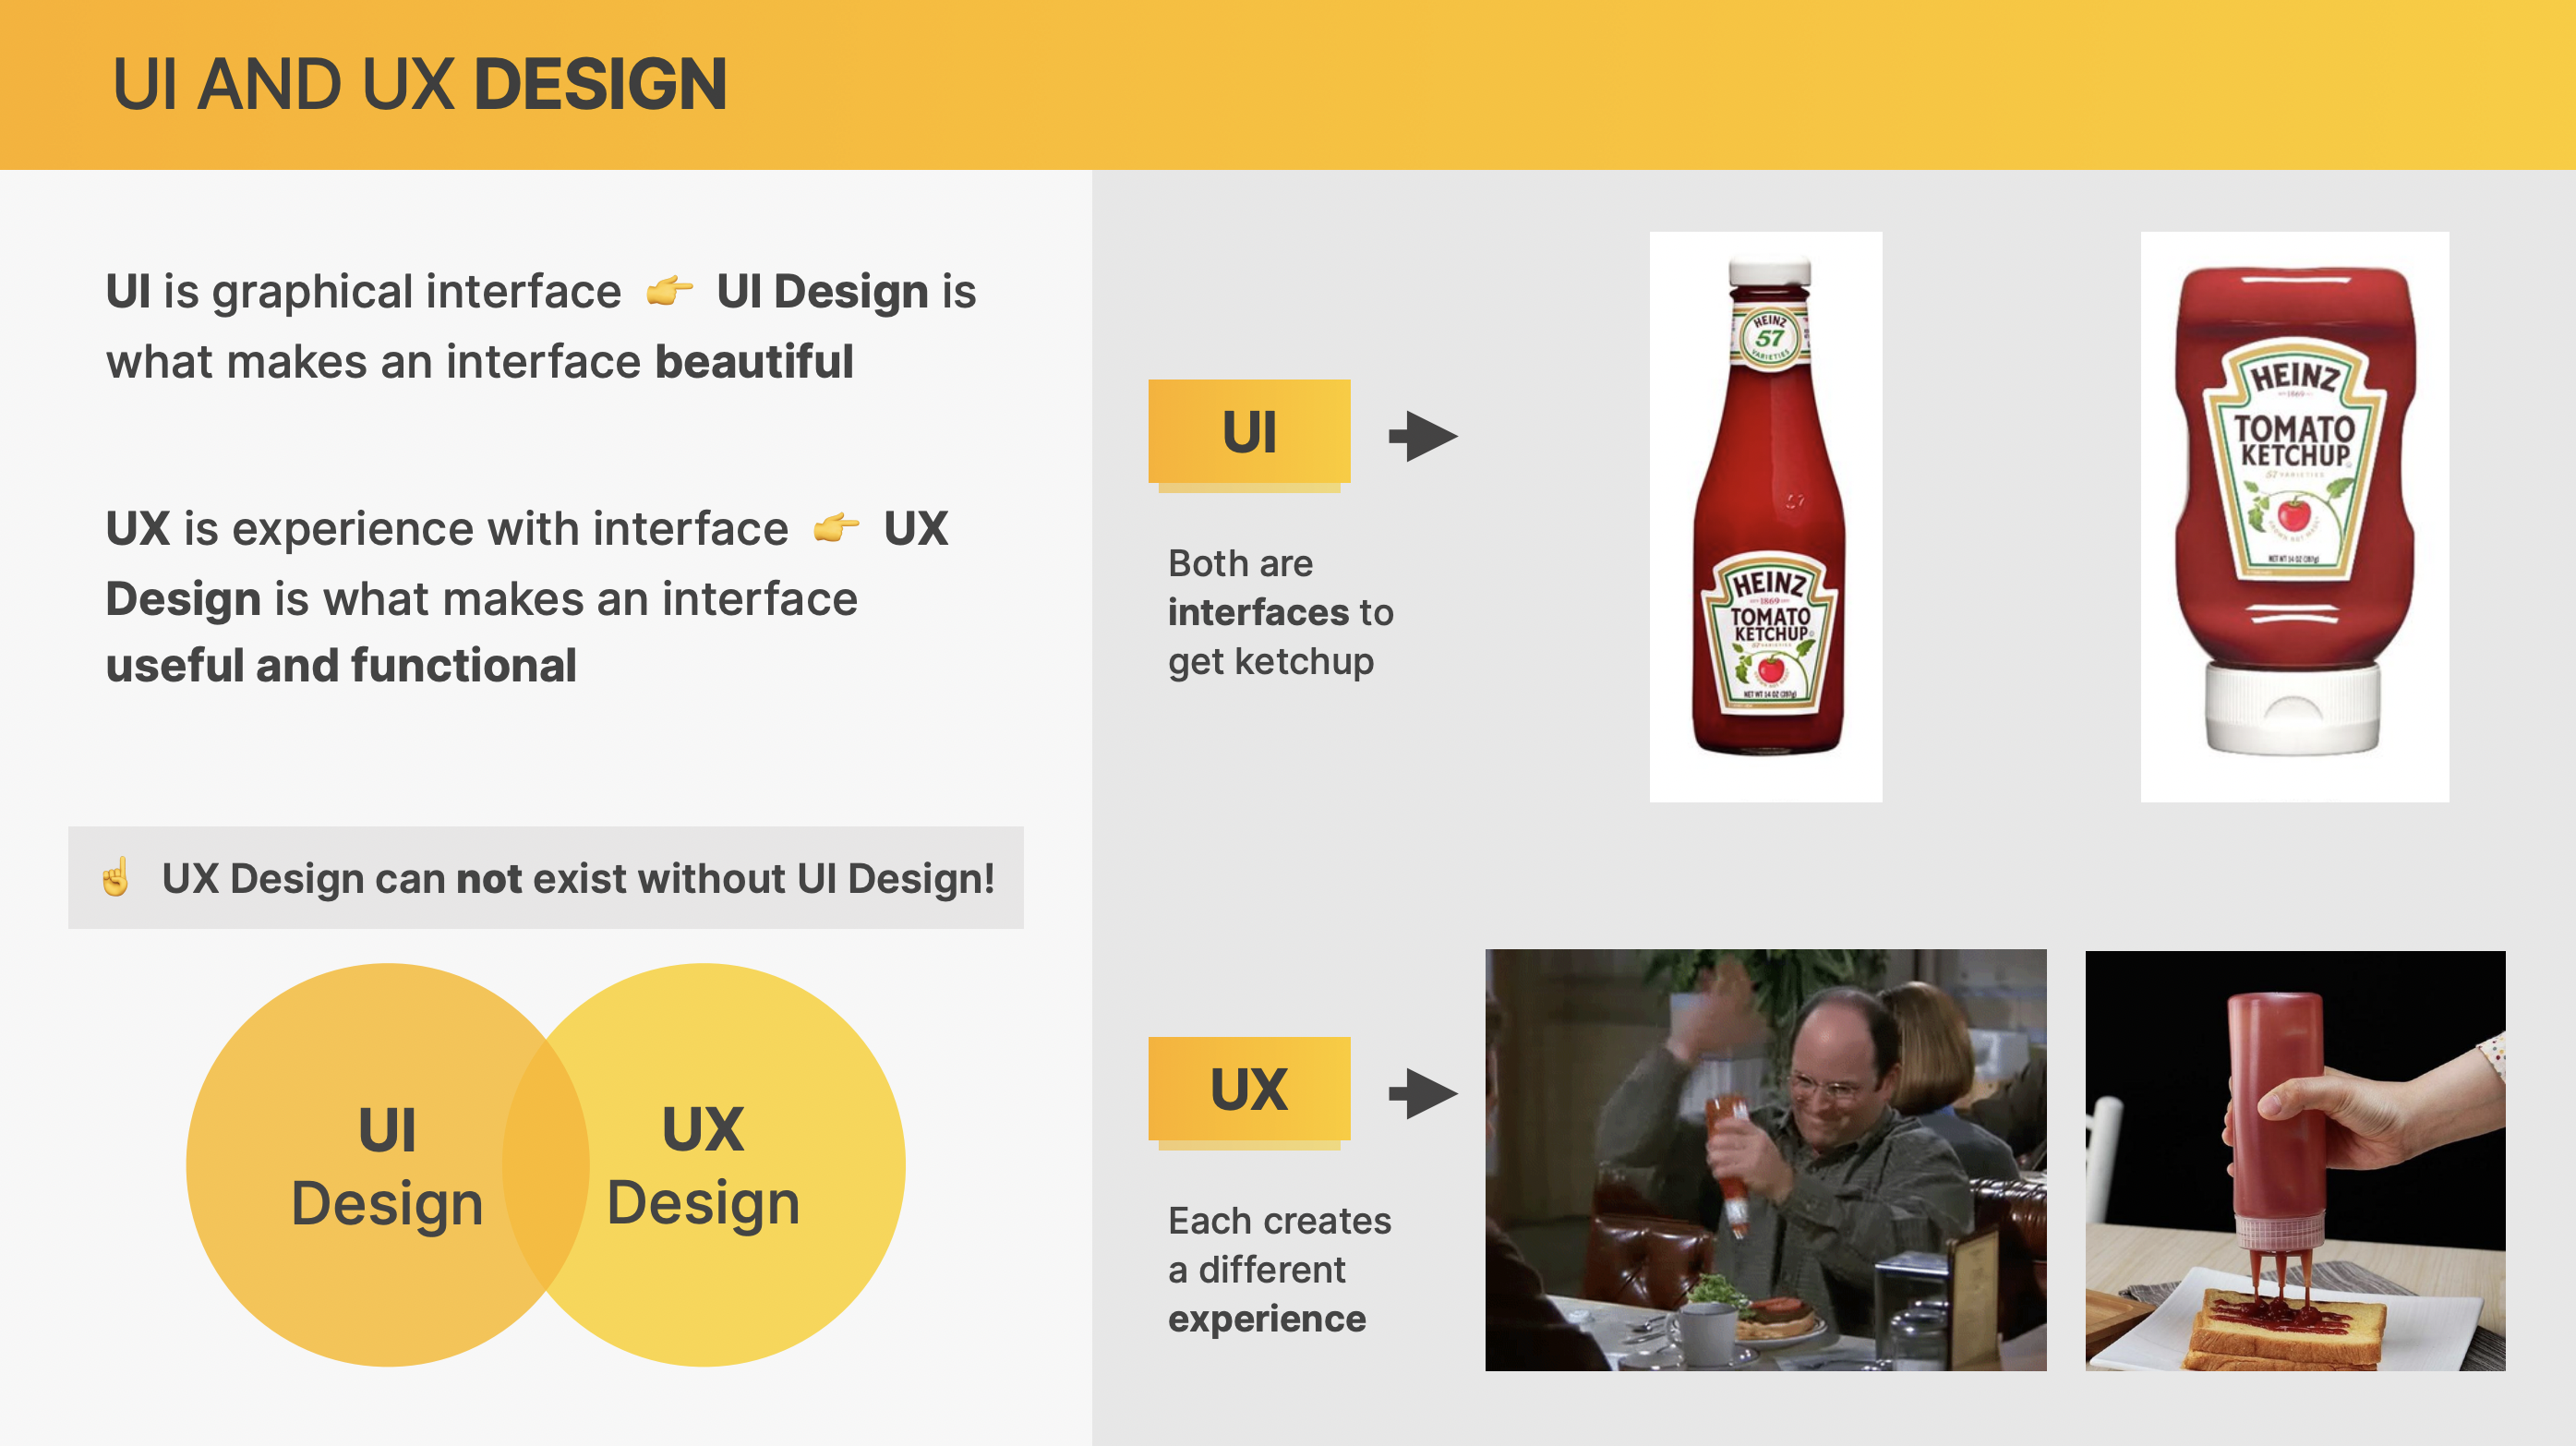 UI AND UX DESIGN
UI is graphical interface 👉 UI Design is
what makes an interface beautiful
UX is experience with interface 👉 UX
Design is what makes an interface
useful and functional
☝️ UX Design can not exist without UI Design!
UI
Design
UX
Design
UI
Both are
interfaces to
get ketchup
HEINZ
57
VARIETIES
57
HEINZ
1869
TOMATO
KETCHUP
57 VARIETIES
NET WT 14 OZ (397g)
HEINZ
1869
TOMATO
KETCHUP
57 VARIETIES
NET WT 14 OZ (397g)
UX
Each creates
a different
experience